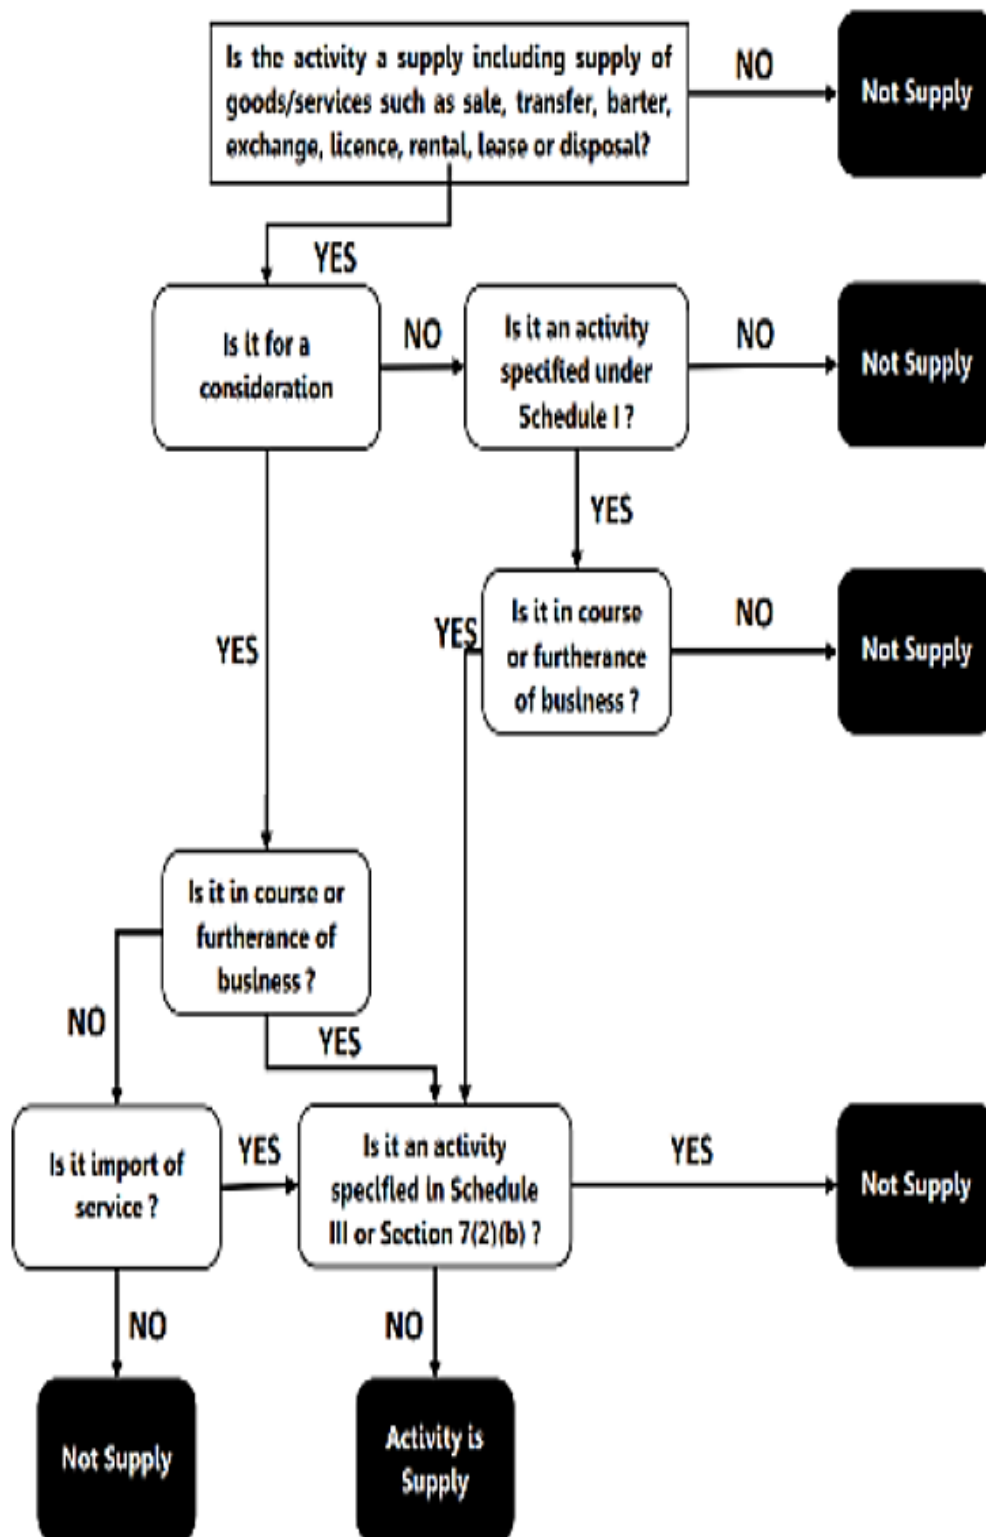 Is the activity a supply including supply of
goods/services such as sale, transfer, barter,
exchange, licence, rental, lease or disposal?
NO
Not Supply
YES
Is it for a
consideration
NO
Is it an activity
specified under
Schedule I ?
NO
Not Supply
YES
Is it in course
or furtherance
of business ?
NO
Not Supply
YES
YES
Is it in course or
furtherance of
business ?
NO
YES
Is it import of
service ?
YES
Is it an activity
specified in Schedule
III or Section 7(2)(b) ?
YES
Not Supply
NO
NO
Not Supply
Activity is
Supply